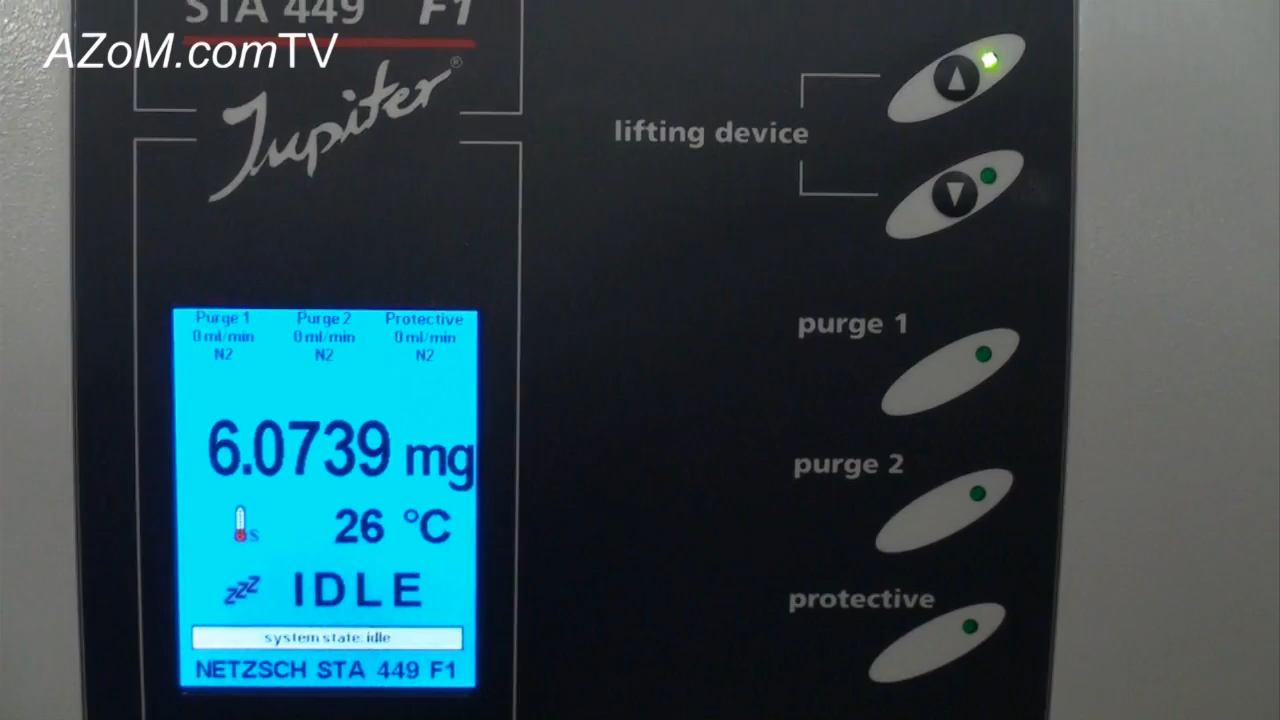 STA 449 F1
AZoM.comTV
Jupiter®
lifting device
purge 1
purge 2
protective
Purge 1 Purge 2 Protective
0 ml/min 0 ml/min 0 ml/min
N2 N2 N2
6.0739 mg
S 26 °C
zzz IDLE
system state: idle
NETZSCH STA 449 F1